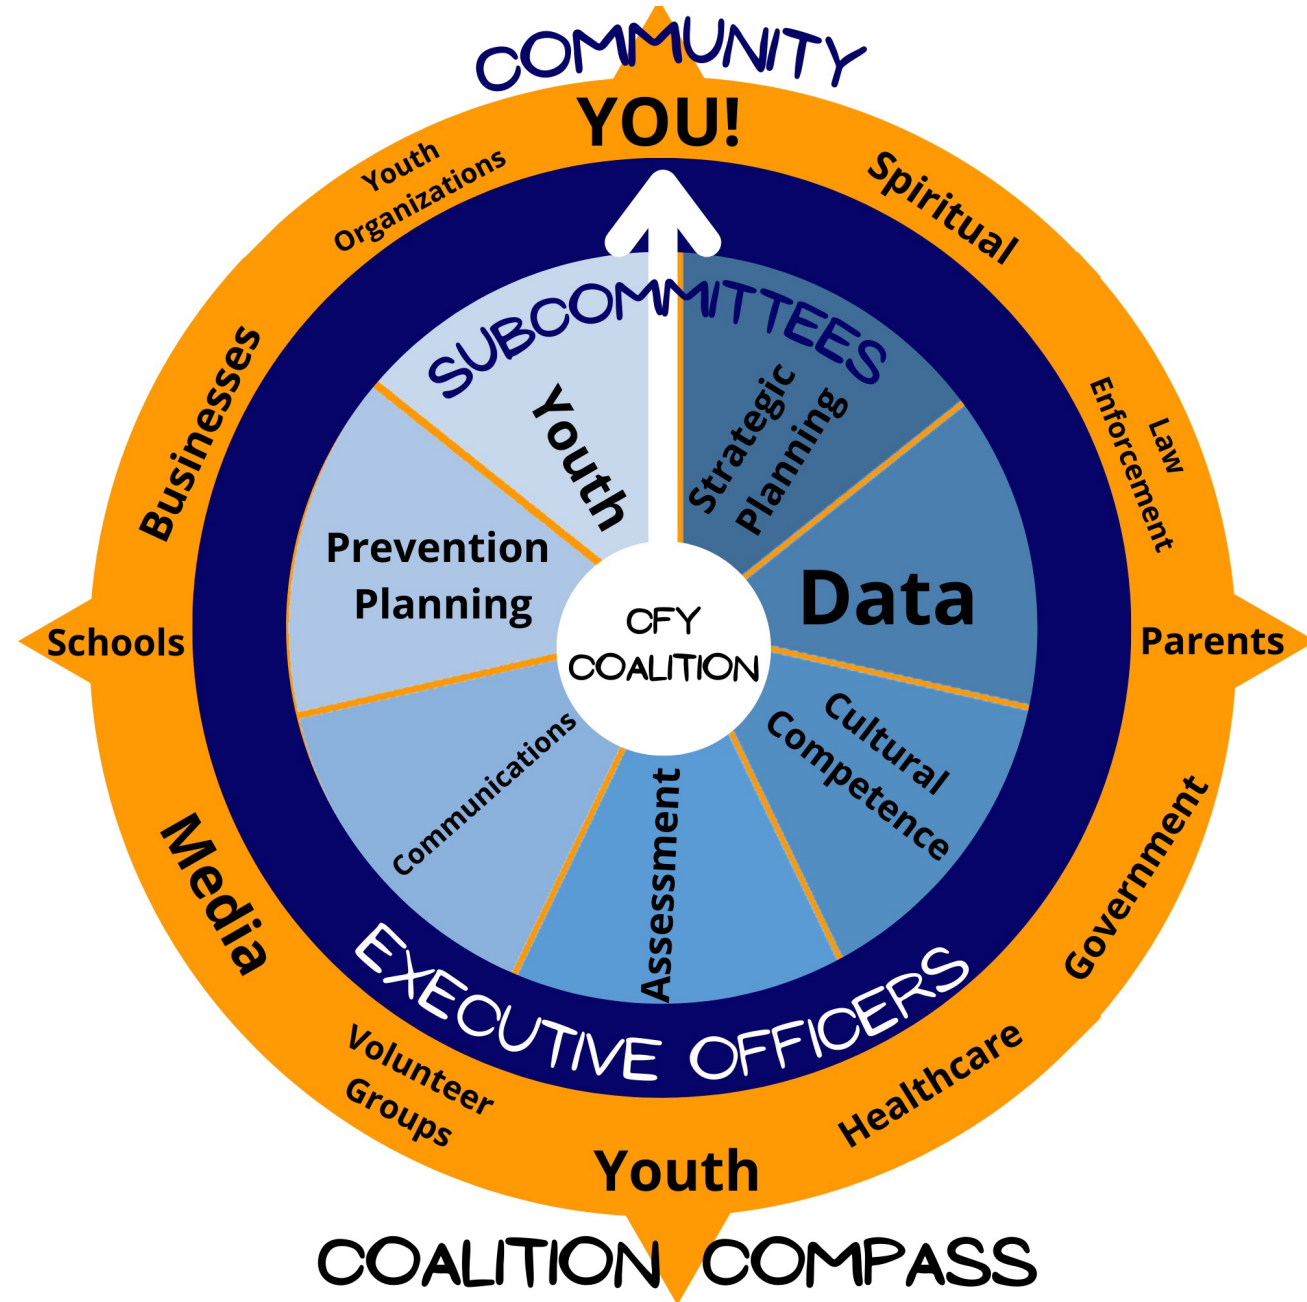 COMMUNITY
YOU!
Spiritual
Law
Enforcement
Parents
Government
Healthcare
Youth
Volunteer
Groups
Media
Schools
Businesses
Youth
Organizations
SUBCOMMITTEES
Strategic
Planning
Data
Cultural
Competence
Assessment
Communications
Prevention
Planning
Youth
CFY
COALITION
EXECUTIVE OFFICERS
COALITION COMPASS